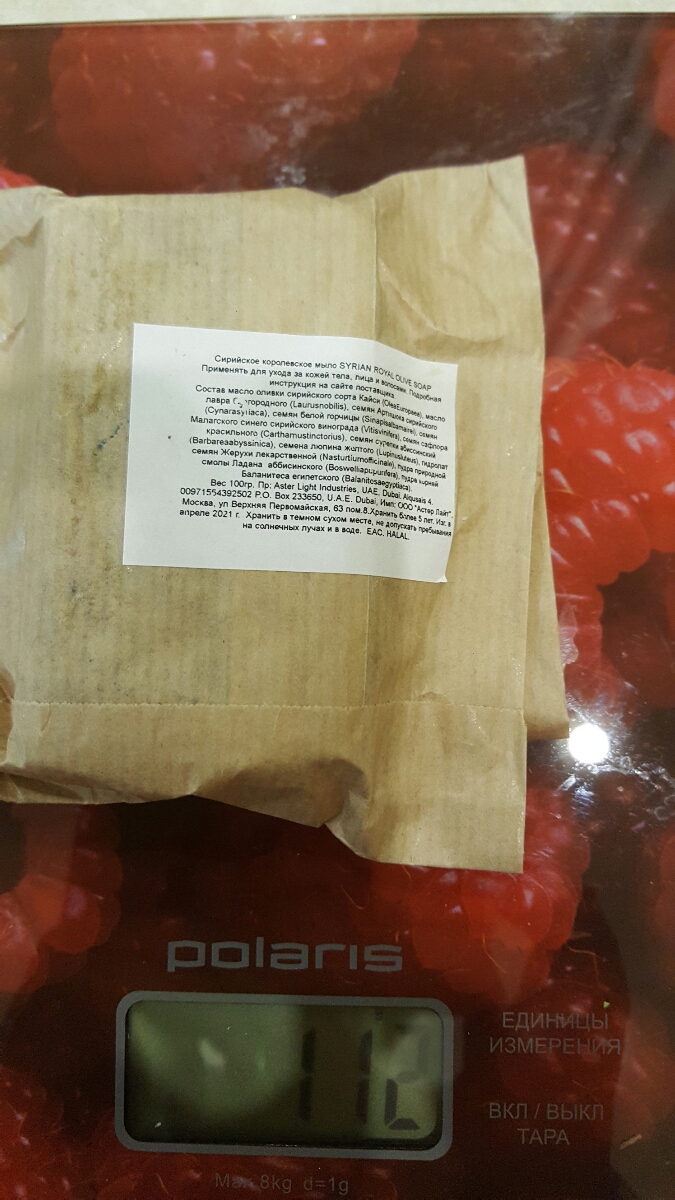 Сирийское королевское мыло SYRIAN ROYAL OLIVE SOAP
Применять для ухода за кожей тела, лица и волосами. Подробная
инструкция на сайте поставщика.
Состав масло оливки сирийского сорта Кайси (OleaEuropaea), масло
лавра (Laurusnobilis), семян Артишока сирийского
(Cynarasyriaca), семян белой горчицы (Sinapisalbamaire), семян
Малагского синего сирийского винограда (Vitisvinifera), семян сафлора
красильного (Carthamustinctorius), семян сурепки абиссинский
(Barbareaabyssinica), семена люпина желтого (Lupinusluteus), гидролат
семян Жерухи лекарственной (Nasturtiumofficinale), пудра природной
смолы Ладана аббисинского пудра корней
Баланитеса египетского (Balanitosaegyptiaca).
Вес 100гр. Пр: Aster Light Industries, UAE, Dubai, Alqusais 4.
00971554392502 P.O. Box 233650, U.A.E. Dubai, Имп: ООО "Астер Лайт"
Москва, ул Верхняя Первомайская, 63 пом.8.Хранить более 5 лет. Изг. в
апреле 2021 г. Хранить в темном сухом месте, не допускать пребывания
на солнечных лучах и в воде. EAC. HALAL.
polaris
112
ЕДИНИЦЫ
ИЗМЕРЕНИЯ
ВКЛ / ВЫКЛ
ТАРА
Max 8kg d=1g